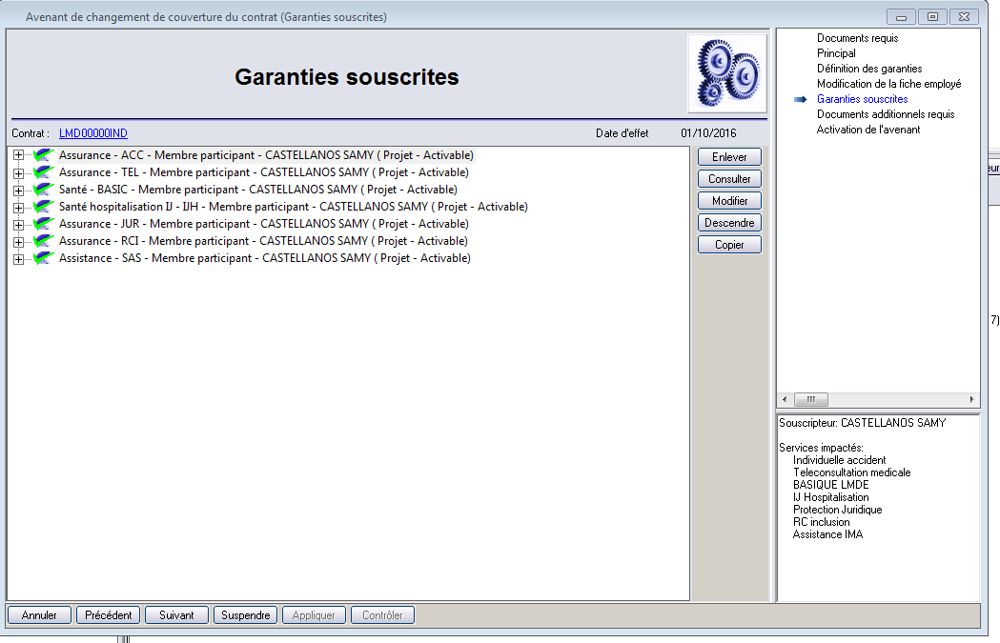 Avenant de changement de couverture du contrat (Garanties souscrites)
Garanties souscrites
Contrat : LMD00000IND Date d'effet 01/10/2016
Assurance - ACC - Membre participant - CASTELLANOS SAMY ( Projet - Activable)
Assurance - TEL - Membre participant - CASTELLANOS SAMY ( Projet - Activable)
Santé - BASIC - Membre participant - CASTELLANOS SAMY ( Projet - Activable)
Santé hospitalisation IJ - IJH - Membre participant - CASTELLANOS SAMY ( Projet - Activable)
Assurance - JUR - Membre participant - CASTELLANOS SAMY ( Projet - Activable)
Assurance - RCI - Membre participant - CASTELLANOS SAMY ( Projet - Activable)
Assistance - SAS - Membre participant - CASTELLANOS SAMY ( Projet - Activable)
Enlever
Consulter
Modifier
Descendre
Copier
Documents requis
Principal
Définition des garanties
Modification de la fiche employé
Garanties souscrites
Documents additionnels requis
Activation de l'avenant
Souscripteur: CASTELLANOS SAMY
Services impactés:
Individuelle accident
Teleconsultation medicale
BASIQUE LMDE
IJ Hospitalisation
Protection Juridique
RC inclusion
Assistance IMA
Annuler Précédent Suivant Suspendre Appliquer Contrôler
eur
7)